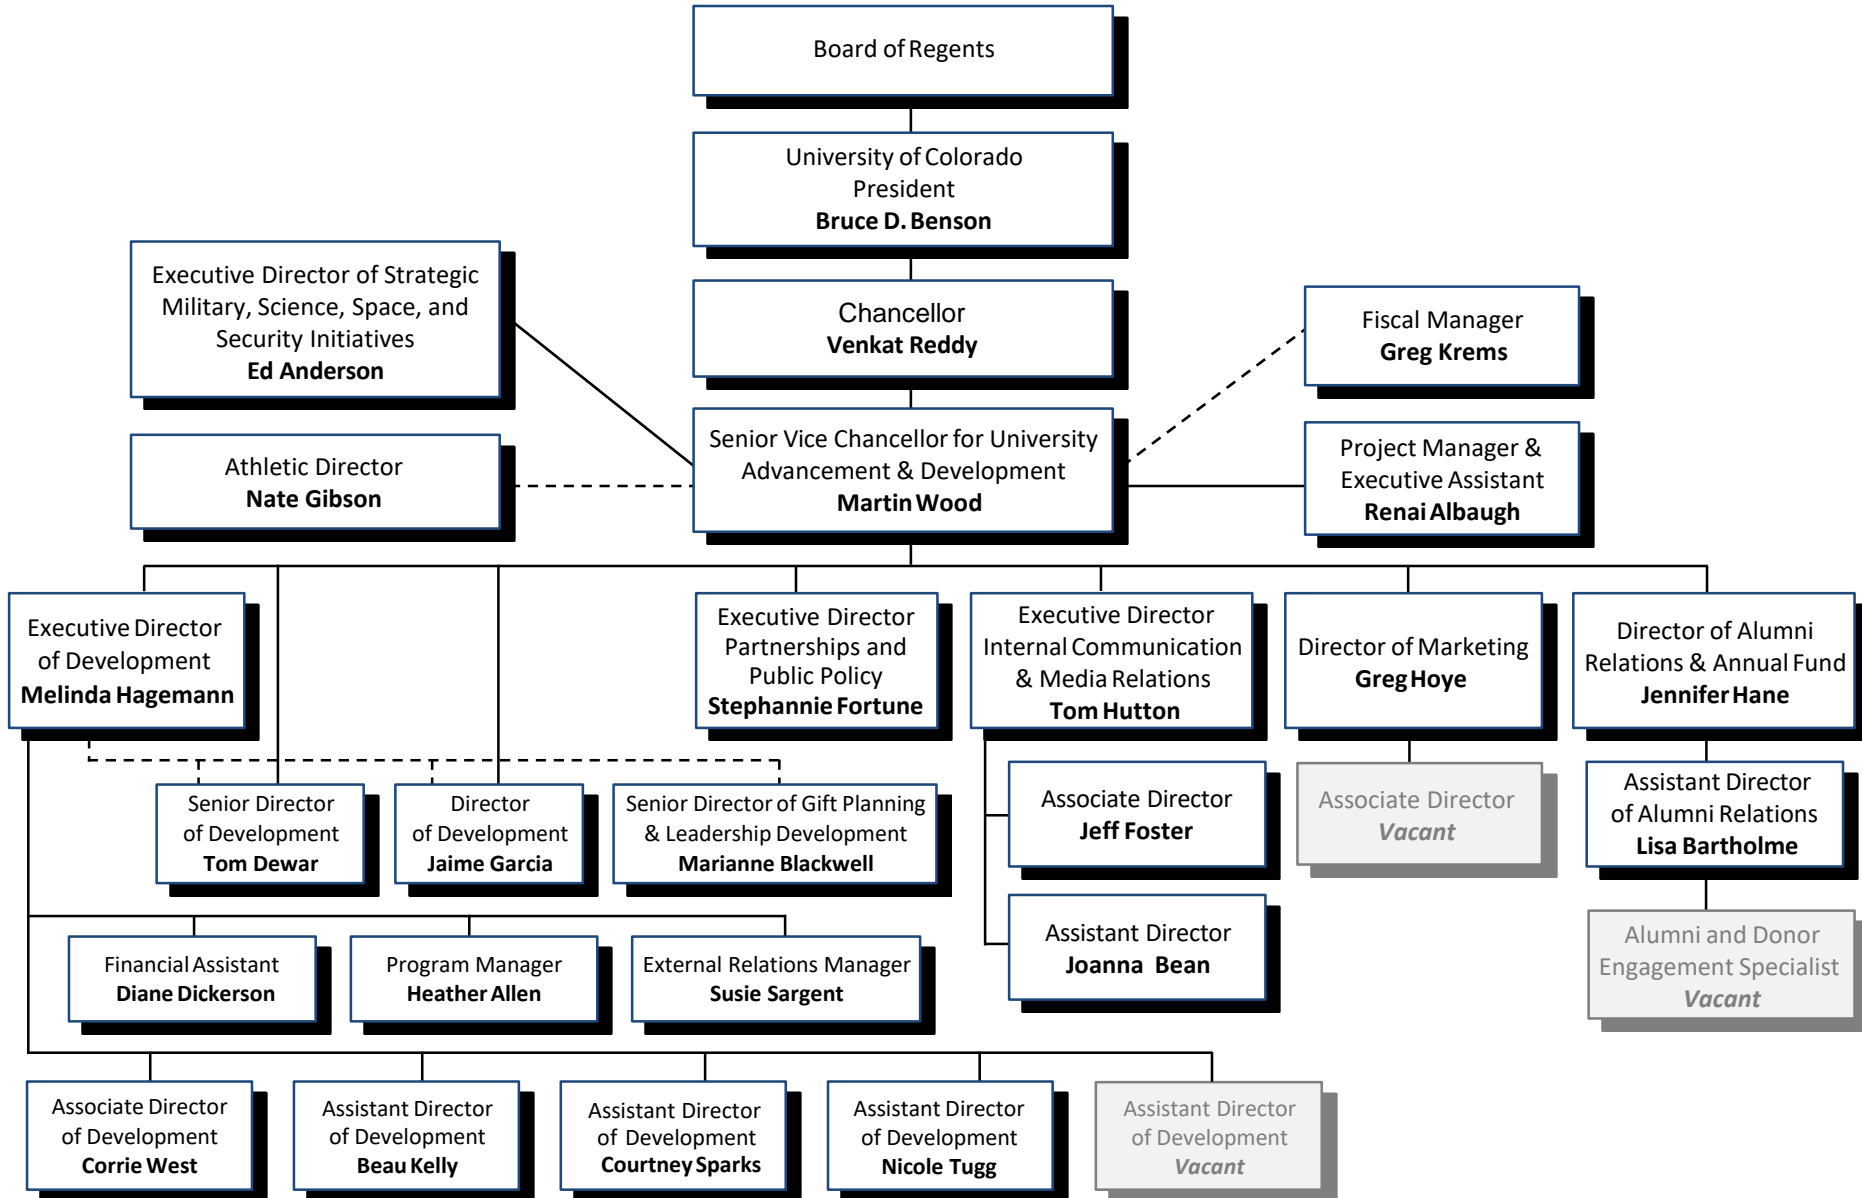 Board of Regents
University of Colorado
President
Bruce D. Benson
Executive Director of Strategic
Military, Science, Space, and
Security Initiatives
Ed Anderson
Chancellor
Venkat Reddy
Fiscal Manager
Greg Krems
Athletic Director
Nate Gibson
Senior Vice Chancellor for University
Advancement & Development
Martin Wood
Project Manager &
Executive Assistant
Renai Albaugh
Executive Director
of Development
Melinda Hagemann
Executive Director
Partnerships and
Public Policy
Stephannie Fortune
Executive Director
Internal Communication
& Media Relations
Tom Hutton
Director of Marketing
Greg Hoye
Director of Alumni
Relations & Annual Fund
Jennifer Hane
Senior Director
of Development
Tom Dewar
Director
of Development
Jaime Garcia
Senior Director of Gift Planning
& Leadership Development
Marianne Blackwell
Associate Director
Jeff Foster
Associate Director
Vacant
Assistant Director
of Alumni Relations
Lisa Bartholme
Financial Assistant
Diane Dickerson
Program Manager
Heather Allen
External Relations Manager
Susie Sargent
Assistant Director
Joanna Bean
Alumni and Donor
Engagement Specialist
Vacant
Associate Director
of Development
Corrie West
Assistant Director
of Development
Beau Kelly
Assistant Director
of Development
Courtney Sparks
Assistant Director
of Development
Nicole Tugg
Assistant Director
of Development
Vacant